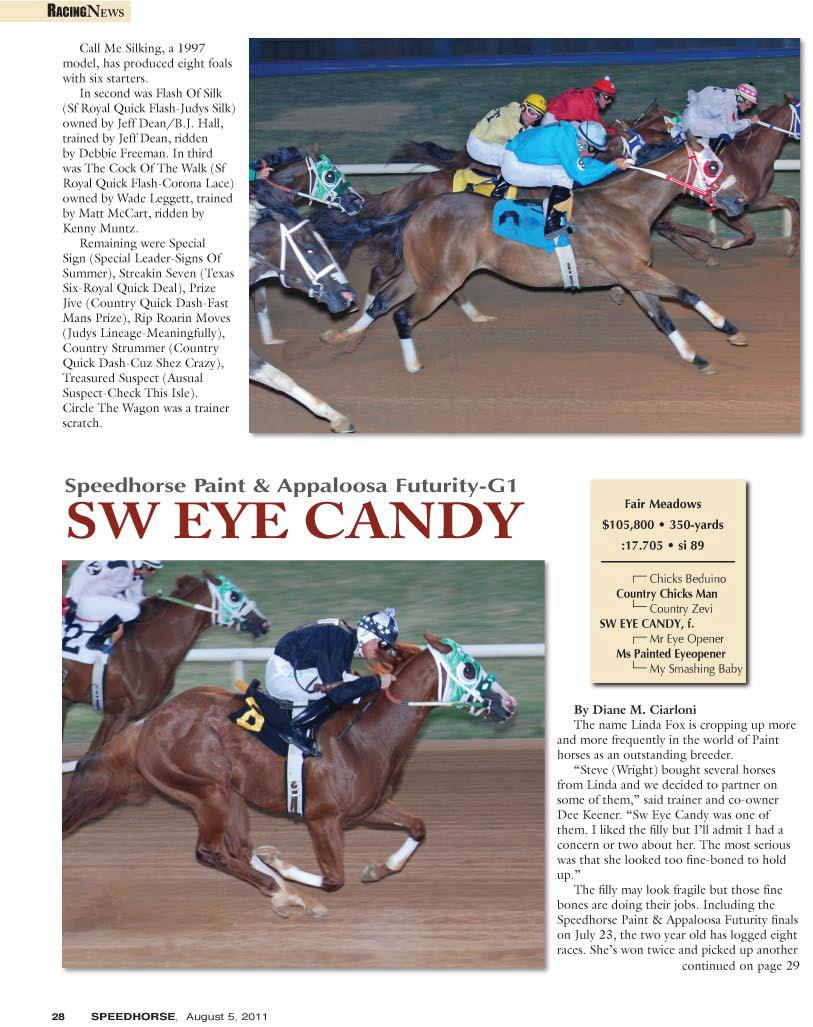 RACINGNEWS
Call Me Silking, a 1997
model, has produced eight foals
with six starters.
In second was Flash Of Silk
(Sf Royal Quick Flash-Judys Silk)
owned by Jeff Dean/B.J. Hall,
trained by Jeff Dean, ridden
by Debbie Freeman. In third
was The Cock Of The Walk (Sf
Royal Quick Flash-Corona Lace)
owned by Wade Leggett, trained
by Matt McCart, ridden by
Kenny Muntz.
Remaining were Special
Sign (Special Leader-Signs Of
Summer), Streakin Seven (Texas
Six-Royal Quick Deal), Prize
Jive (Country Quick Dash-Fast
Mans Prize), Rip Roarin Moves
(Judys Lineage-Meaningfully),
Country Strummer (Country
Quick Dash-Cuz Shez Crazy),
Treasured Suspect (Ausual
Suspect-Check This Isle).
Circle The Wagon was a trainer
scratch.
Speedhorse Paint & Appaloosa Futurity-G1
SW EYE CANDY
Fair Meadows
$105,800 • 350-yards
:17.705 • si 89
Chicks Beduino
Country Chicks Man
Country Zevi
SW EYE CANDY, f.
Mr Eye Opener
Ms Painted Eyeopener
My Smashing Baby
2
By Diane M. Ciarloni
The name Linda Fox is cropping up more
and more frequently in the world of Paint
horses as an outstanding breeder.
“Steve (Wright) bought several horses
from Linda and we decided to partner on
some of them,” said trainer and co-owner
Dee Keener. “Sw Eye Candy was one of
them. I liked the filly but I’ll admit I had a
concern or two about her. The most serious
was that she looked too fine-boned to hold
up.”
The filly may look fragile but those fine
bones are doing their jobs. Including the
Speedhorse Paint & Appaloosa Futurity finals
on July 23, the two year old has logged eight
races. She’s won twice and picked up another
continued on page 29
28 SPEEDHORSE, August 5, 2011